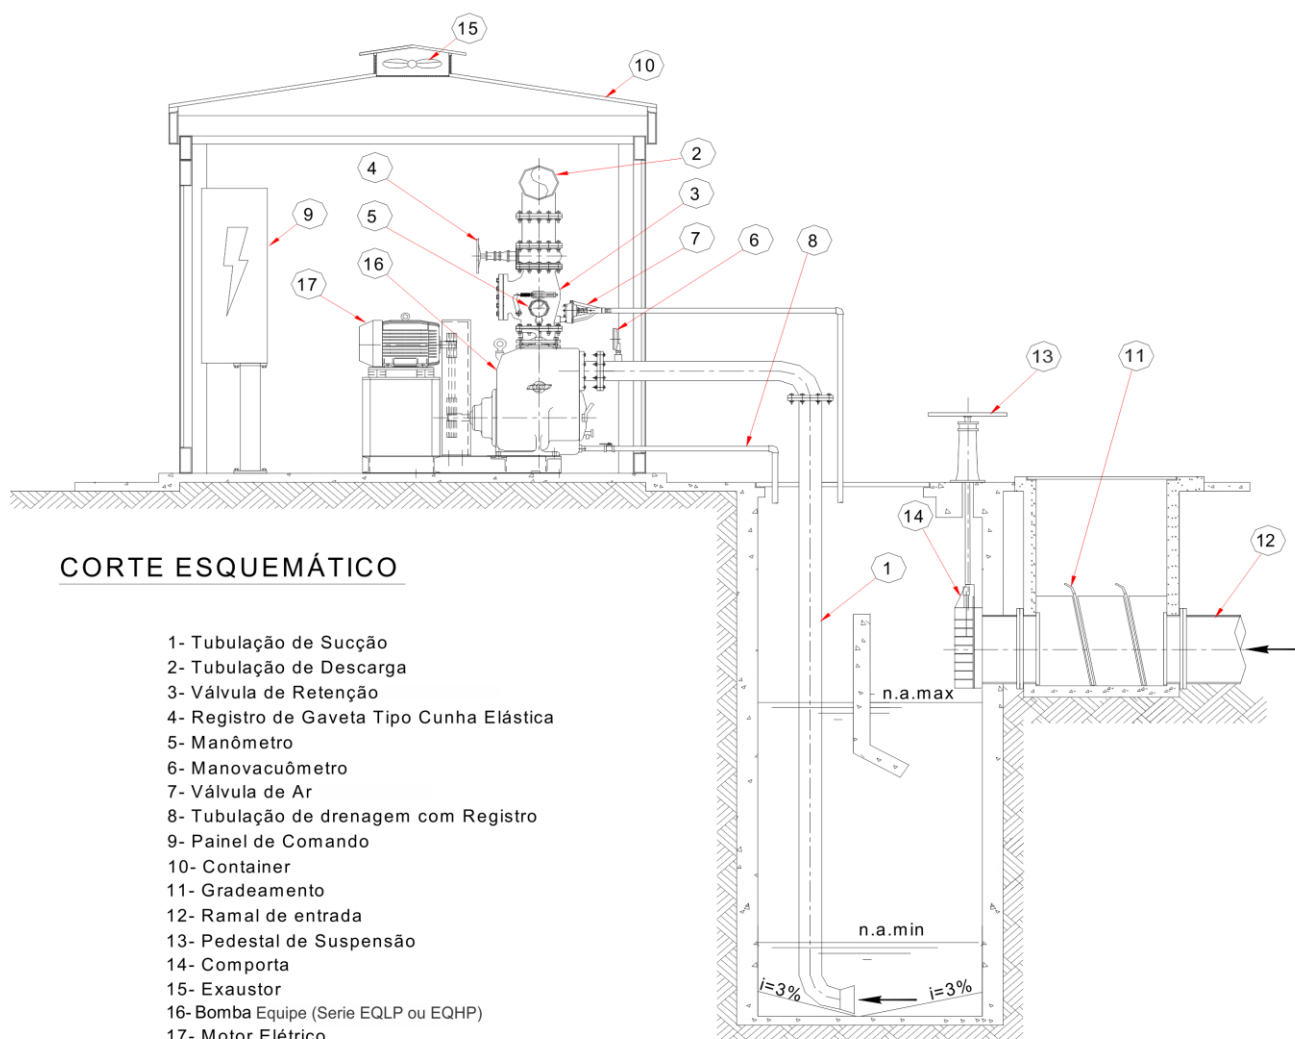 15
10
2
4
3
9
5
7
6
8
16
17
13
11
14
12
1
CORTE ESQUEMÁTICO
1- Tubulação de Sucção
2- Tubulação de Descarga
3- Válvula de Retenção
4- Registro de Gaveta Tipo Cunha Elástica
5- Manômetro
6- Manovacuômetro
7- Válvula de Ar
8- Tubulação de drenagem com Registro
9- Painel de Comando
10- Container
11- Gradeamento
12- Ramal de entrada
13- Pedestal de Suspensão
14- Comporta
15- Exaustor
16- Bomba Equipe (Serie EQLP ou EQHP)
17- Motor Elétrico
n.a.max
n.a.min
i=3%
i=3%